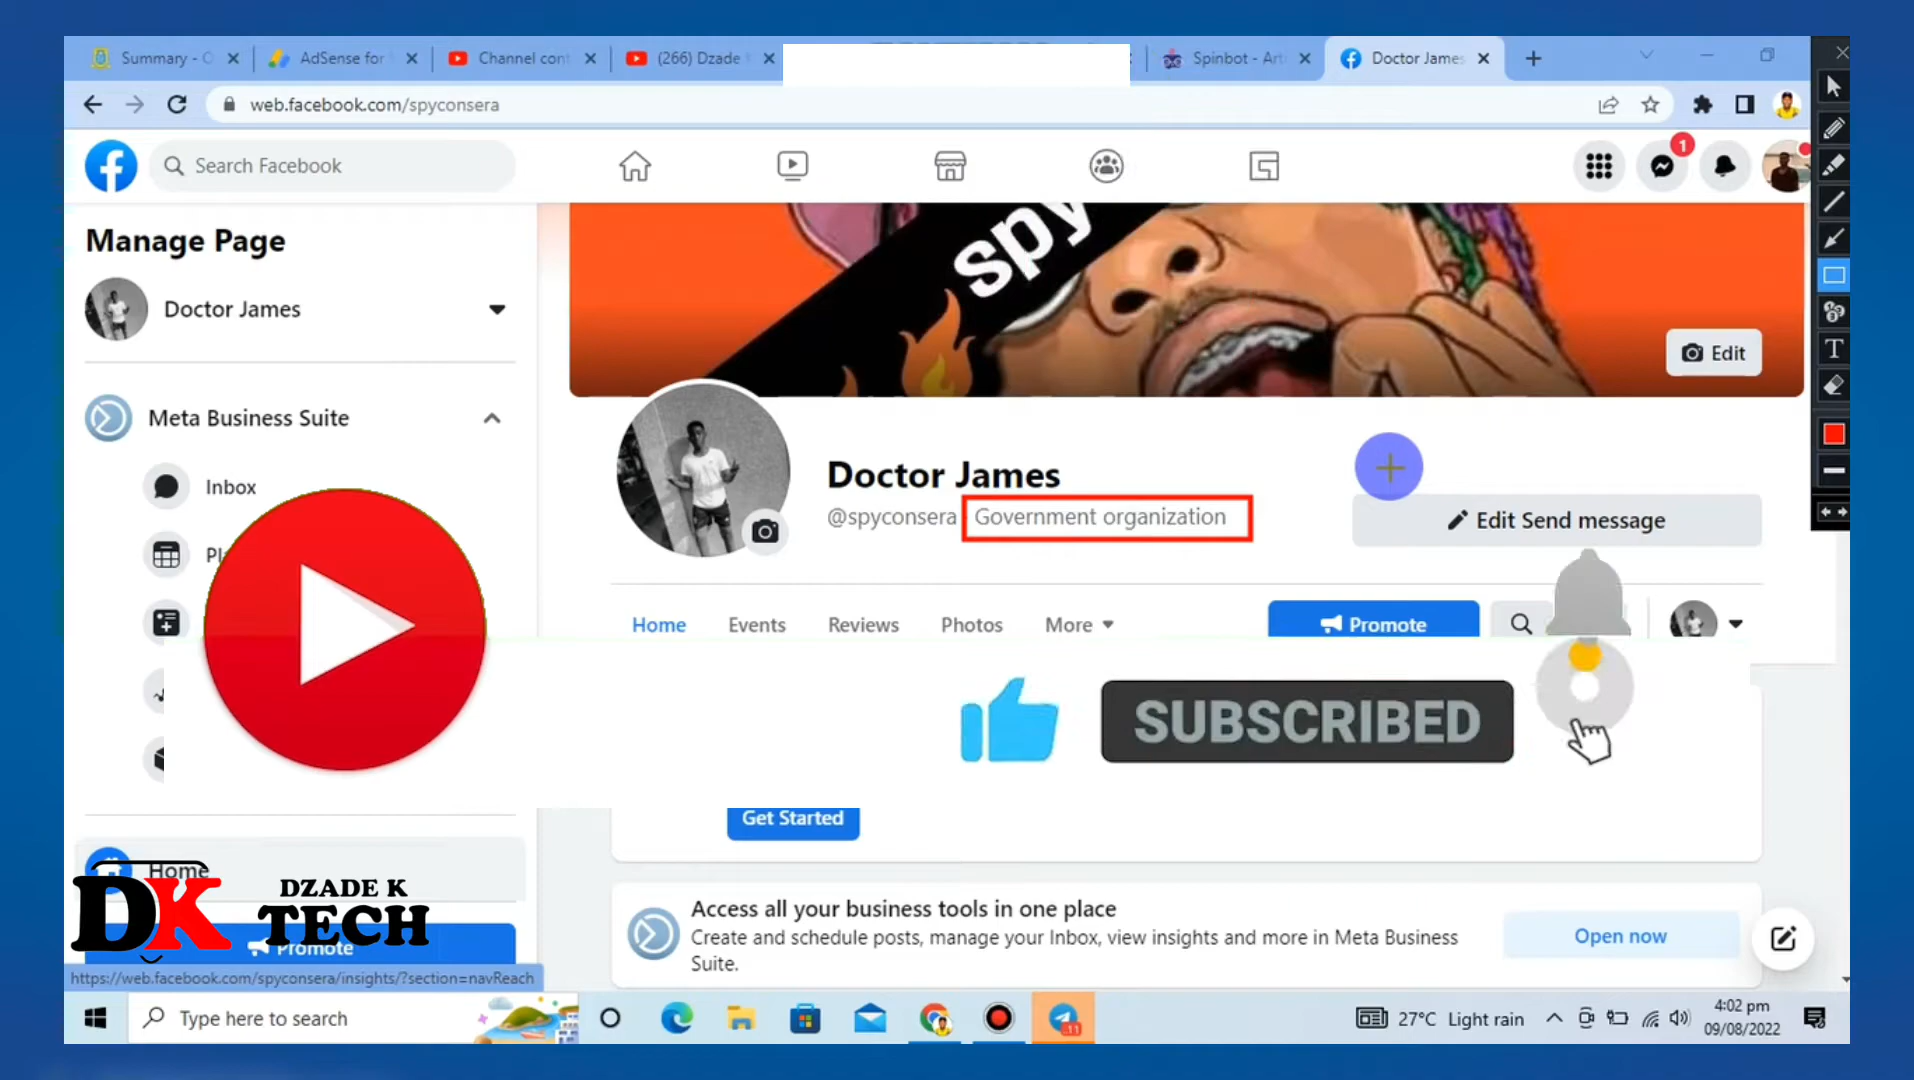 Summary - C
AdSense for
Channel cont
(266) Dzade
Spinbot - Art
Doctor James
web.facebook.com/spyconsera
Search Facebook
1
Manage Page
Doctor James
Meta Business Suite
Inbox
Pl
spy
Edit
Doctor James
@spyconsera
Government organization
Edit Send message
Home
Events
Reviews
Photos
More
Promote
SUBSCRIBED
Get Started
Home
DK
DZADE K
TECH
Promote
Access all your business tools in one place
Create and schedule posts, manage your Inbox, view insights and more in Meta Business
Suite.
Open now
https://web.facebook.com/spyconsera/insights/?section=navReach
Type here to search
11
27°C Light rain
4:02 pm
09/08/2022
T